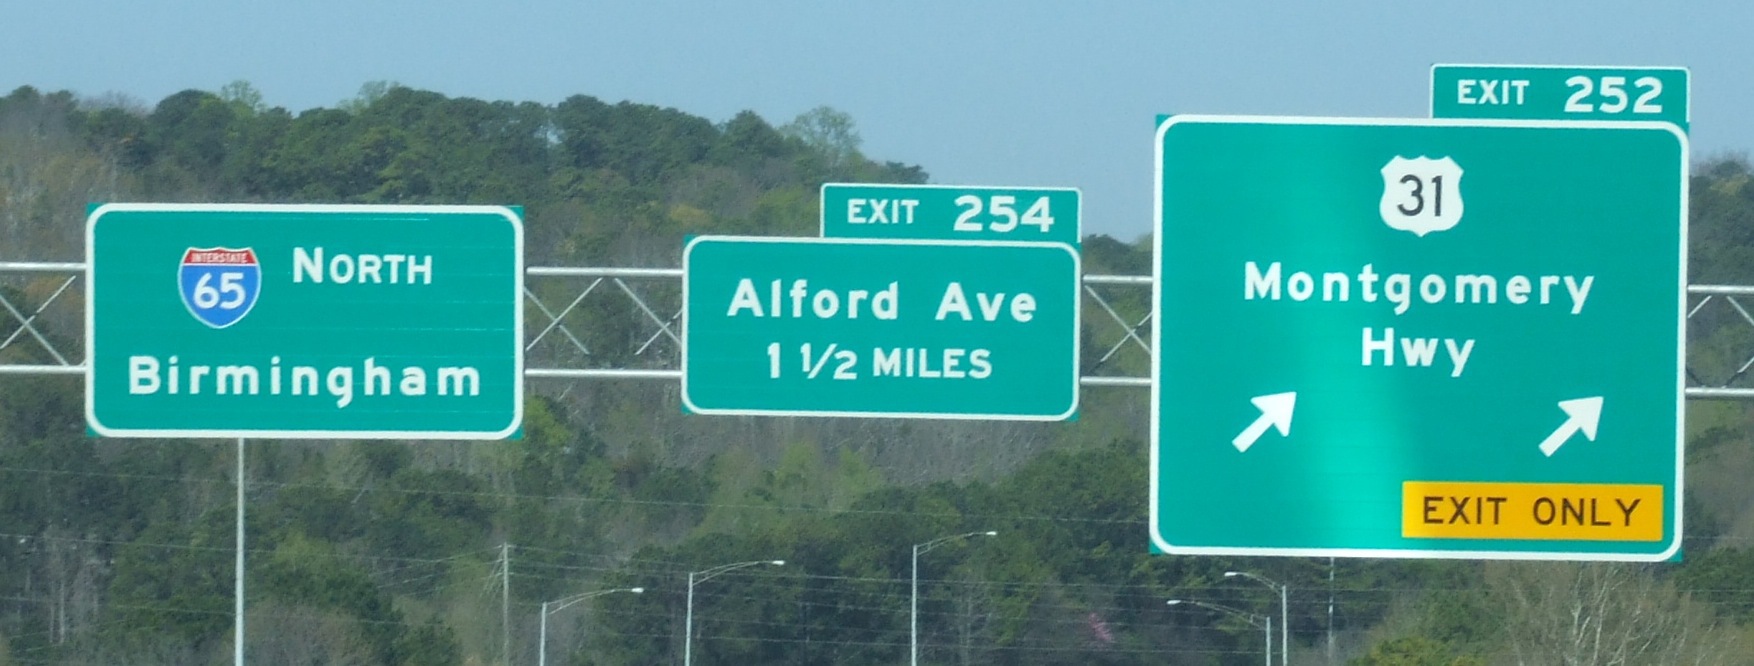 INTERSTATE
65 NORTH
Birmingham
EXIT 254
Alford Ave
1 1/2 MILES
EXIT 252
31
Montgomery
Hwy
EXIT ONLY